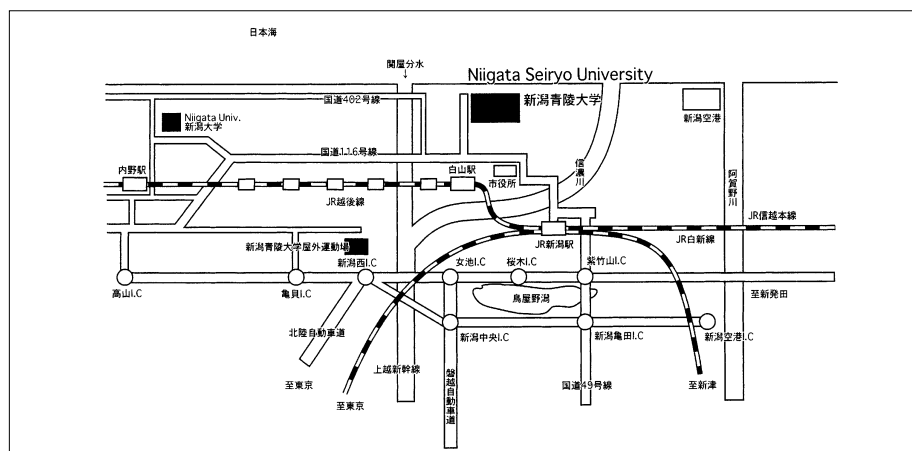 日本海
関屋分水
Niigata Seiryo University
国道402号線
新潟青陵大学
新潟空港
Niigata Univ.
新潟大学
国道116号線
信濃川
内野駅
白山駅
市役所
阿賀野川
JR越後線
JR信越本線
JR白新線
JR新潟駅
新潟青陵大学屋外運動場
新潟西I.C
女池I.C
桜木I.C
紫竹山I.C
高山I.C
亀貝I.C
鳥屋野潟
至新発田
北陸自動車道
新潟中央I.C
新潟亀田I.C
新潟空港I.C
上越新幹線
磐越自動車道
国道49号線
至東京
至東京
至新津